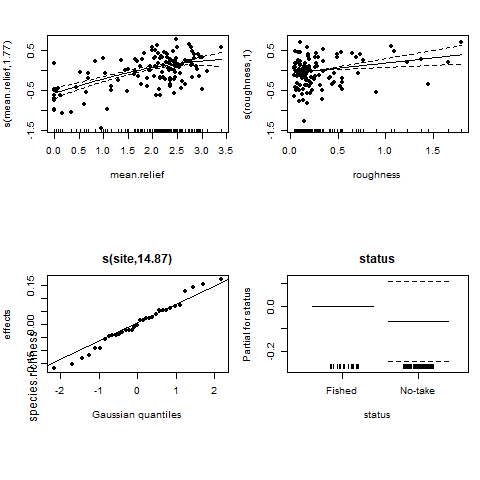 s(mean.relief,1.77)
0.5
-0.5
-1.5
0.0 0.5 1.0 1.5 2.0 2.5 3.0 3.5
mean.relief
s(roughness,1)
0.5
-0.5
-1.5
0.0 0.5 1.0 1.5
roughness
s(site,14.87)
effects
species.richness
0.15
0.00
-2 -1 0 1 2
Gaussian quantiles
status
Partial for status
0.0
-0.2
Fished No-take
status